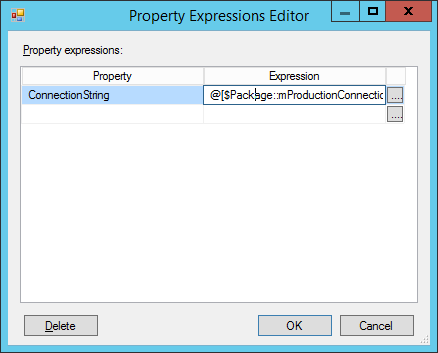 Property Expressions Editor
Property expressions:
Property Expression
ConnectionString @[$Package::mProductionConnectio
...
...
Delete OK Cancel